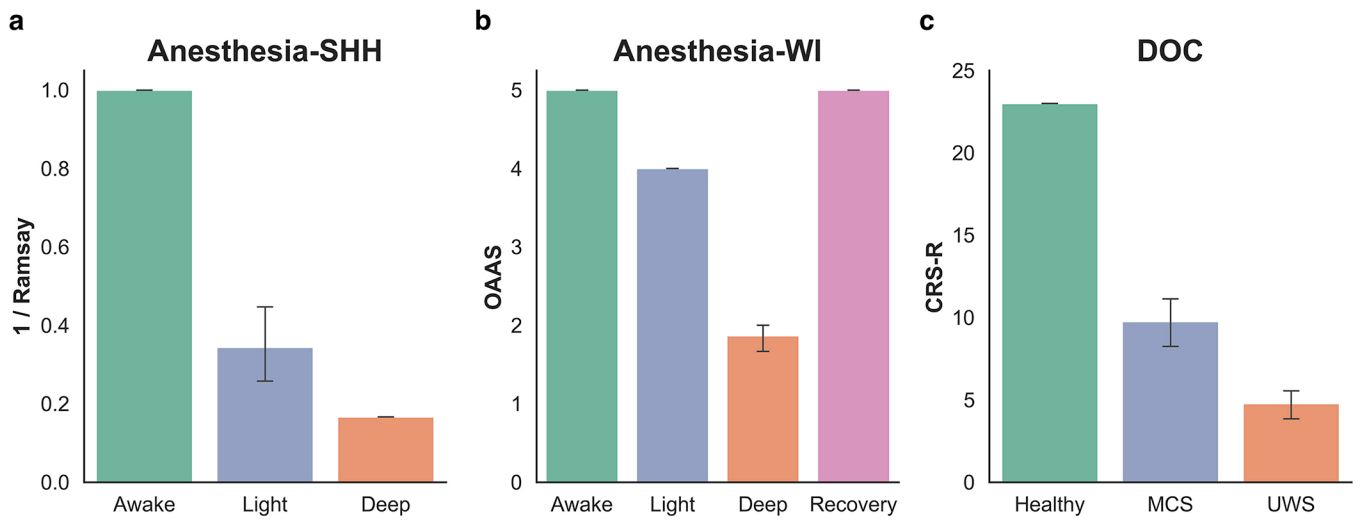 a
Anesthesia-SHH
1 / Ramsay
1.0
0.8
0.6
0.4
0.2
0.0
Awake Light Deep
b
Anesthesia-WI
OAAS
5
4
3
2
1
0
Awake Light Deep Recovery
c
DOC
CRS-R
25
20
15
10
5
0
Healthy MCS UWS